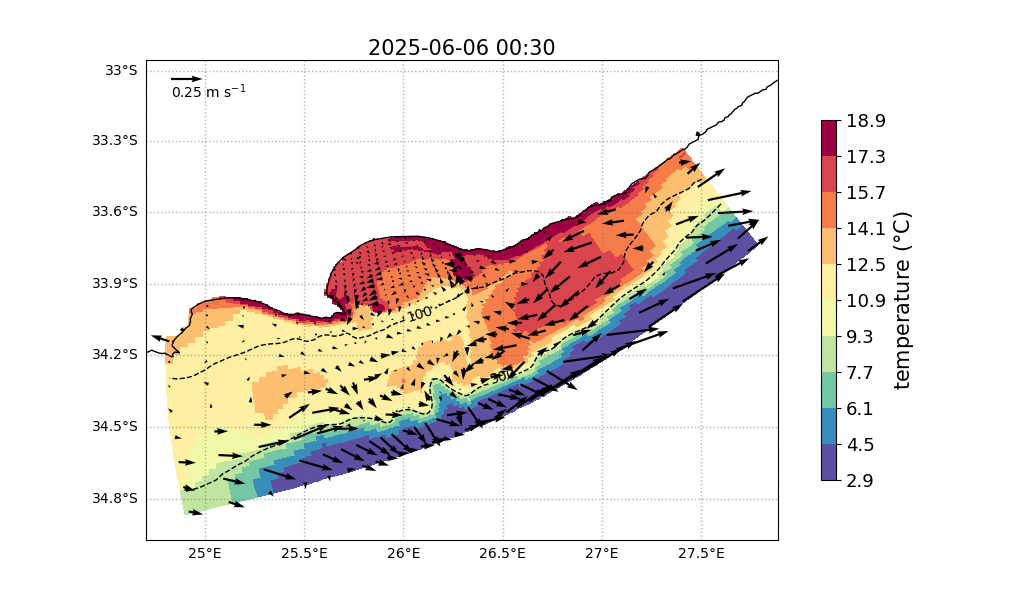 2025-06-06 00:30
0.25 m s⁻¹
33°S
33.3°S
33.6°S
33.9°S
34.2°S
34.5°S
34.8°S
25°E
25.5°E
26°E
26.5°E
27°E
27.5°E
100
500
18.9
17.3
15.7
14.1
12.5
10.9
9.3
7.7
6.1
4.5
2.9
temperature (°C)